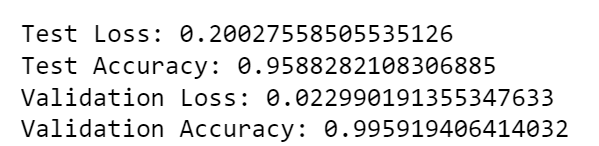 Test Loss: 0.20027558505535126
Test Accuracy: 0.9588282108306885
Validation Loss: 0.022990191355347633
Validation Accuracy: 0.995919406414032